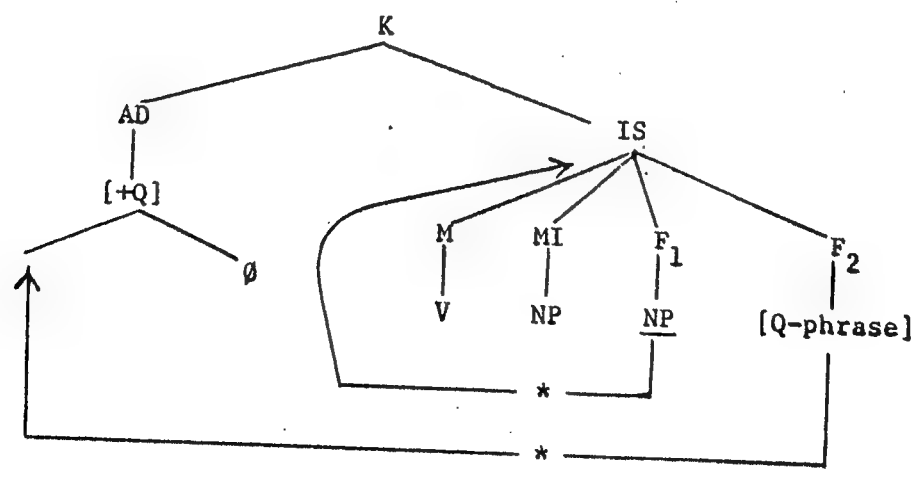 K
AD IS
[+Q]
M MI F1 F2
Ø
V NP NP [Q-phrase]
*
*